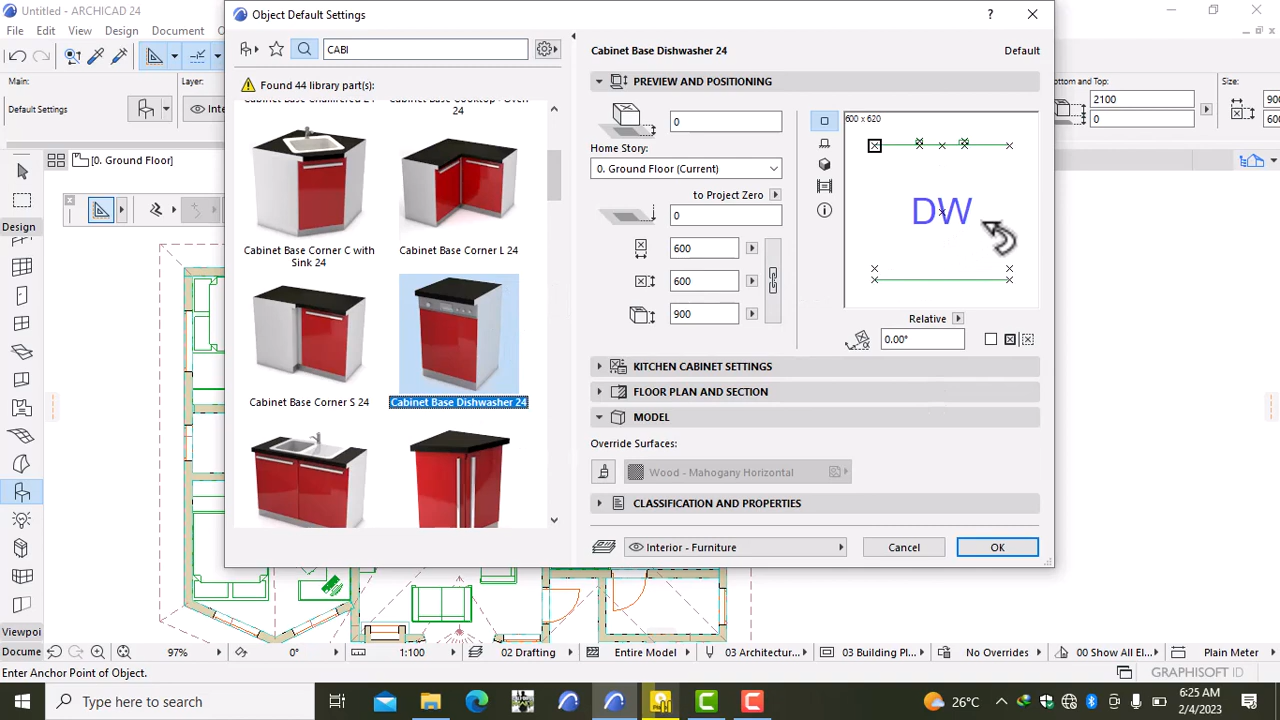 Untitled - ARCHICAD 24
Object Default Settings
?
File Edit View Design Document O
CABI
Cabinet Base Dishwasher 24
Default
Main:
Layer:
Found 44 library part(s):
PREVIEW AND POSITIONING
ottom and Top:
Size:
Default Settings
Inte
24
0
600 x 620
2100
0
900
600
Home Story:
0. Ground Floor (Current)
[0. Ground Floor]
to Project Zero
0
DW
Design
Cabinet Base Corner C with
Sink 24
Cabinet Base Corner L 24
600
600
900
Relative
0.00°
KITCHEN CABINET SETTINGS
FLOOR PLAN AND SECTION
Cabinet Base Corner S 24
Cabinet Base Dishwasher 24
MODEL
Override Surfaces:
Wood - Mahogany Horizontal
CLASSIFICATION AND PROPERTIES
Interior - Furniture
Cancel
OK
Viewpoi
Docume
97%
0°
1:100
02 Drafting
Entire Model
03 Architectur...
03 Building Pl...
No Overrides
00 Show All El...
Plain Meter
Enter Anchor Point of Object.
GRAPHISOFT ID
Type here to search
26°C
6:25 AM
2/4/2023